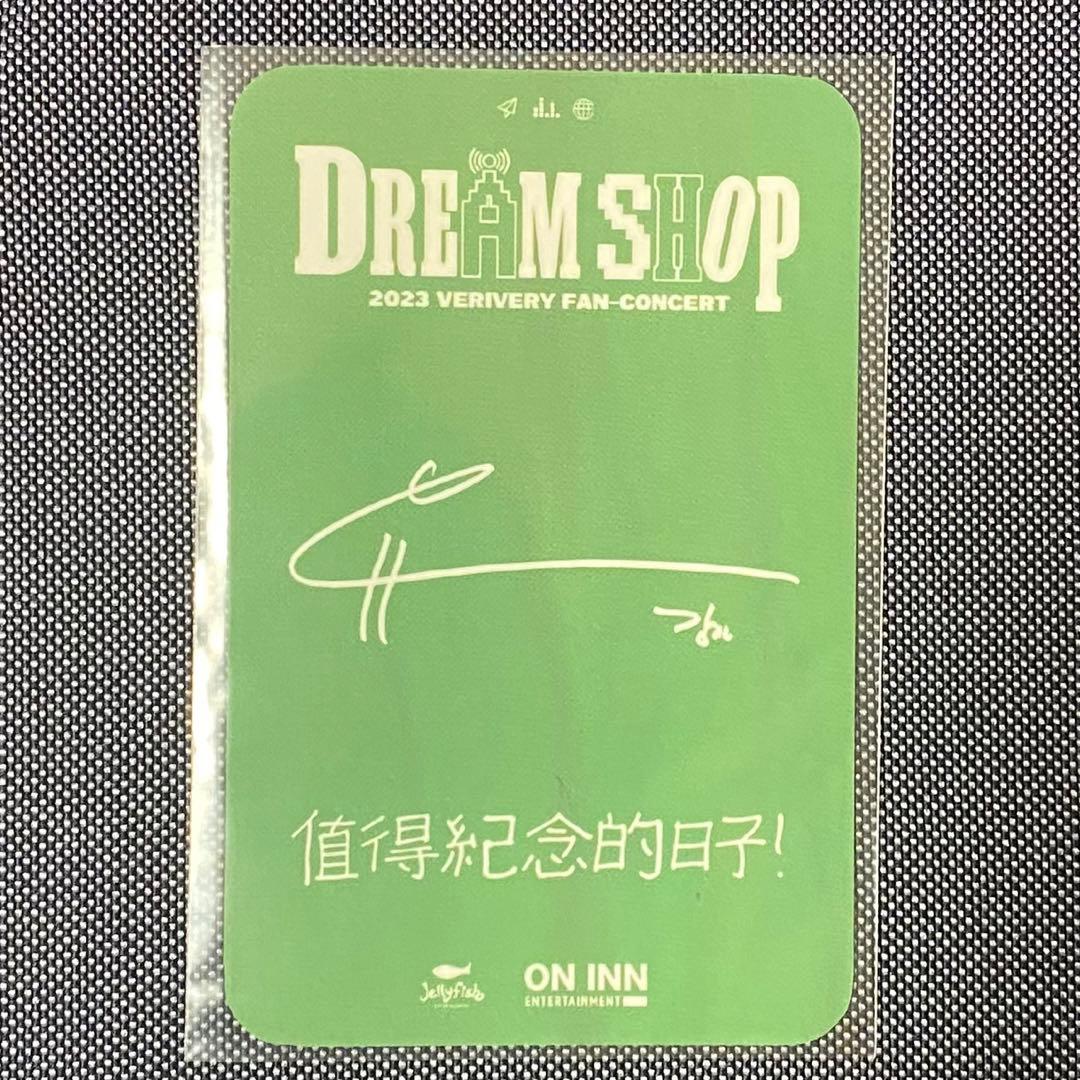 DREAM SHOP
2023 VERIVERY FAN-CONCERT
值得紀念的日子!
Jellyfish
ON INN
ENTERTAINMENT